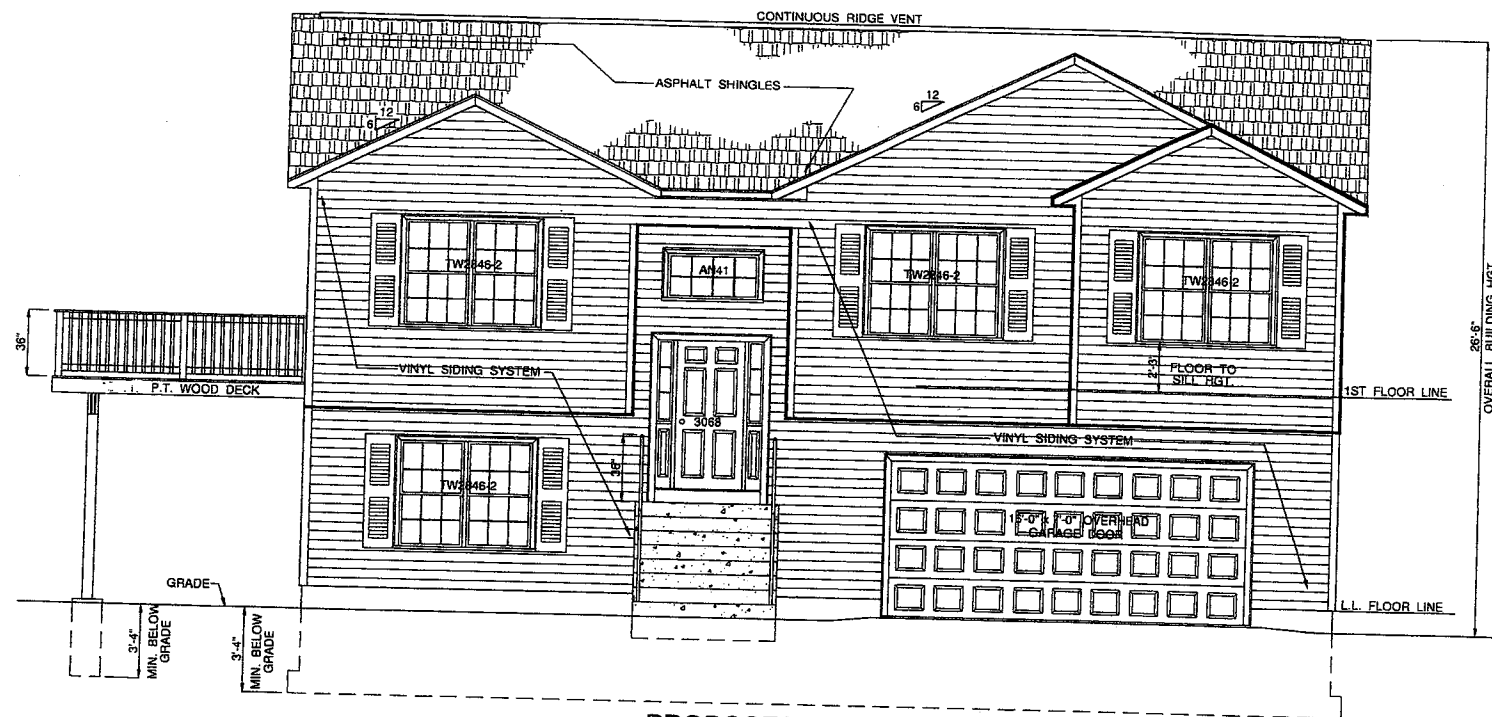 CONTINUOUS RIDGE VENT
ASPHALT SHINGLES
12
6
12
6
TW2846-2
AN41
TW2846-2
TW2846-2
36"
P.T. WOOD DECK
VINYL SIDING SYSTEM
3068
2'-8"
FLOOR TO
SILL HGT.
1ST FLOOR LINE
26'-6"
OVERALL BUILDING HGT.
VINYL SIDING SYSTEM
36"
TW2846-2
OVERHEAD
GARAGE DOOR
GRADE
L.L. FLOOR LINE
3'-4"
MIN. BELOW
GRADE
3'-4"
MIN. BELOW
GRADE